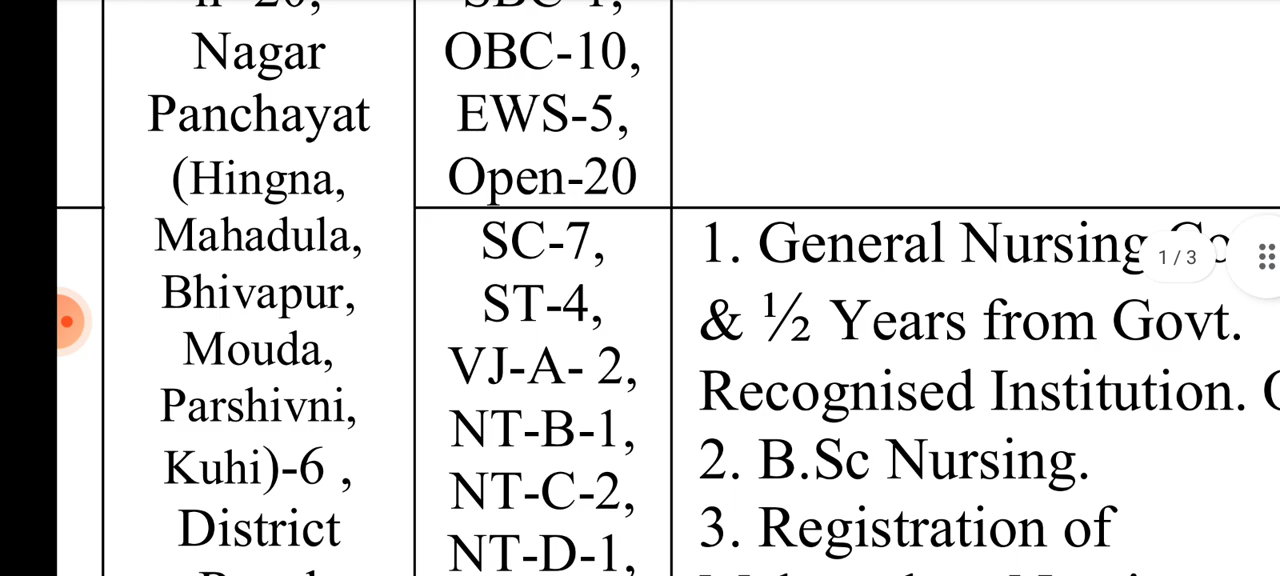 Nagar
Panchayat
(Hingna,
Mahadula,
Bhivapur,
Mouda,
Parshivni,
Kuhi)-6 ,
District
OBC-10,
EWS-5,
Open-20
SC-7,
ST-4,
VJ-A- 2,
NT-B-1,
NT-C-2,
NT-D-1,
1. General Nursing
& ½ Years from Govt.
Recognised Institution.
2. B.Sc Nursing.
3. Registration of
1 / 3